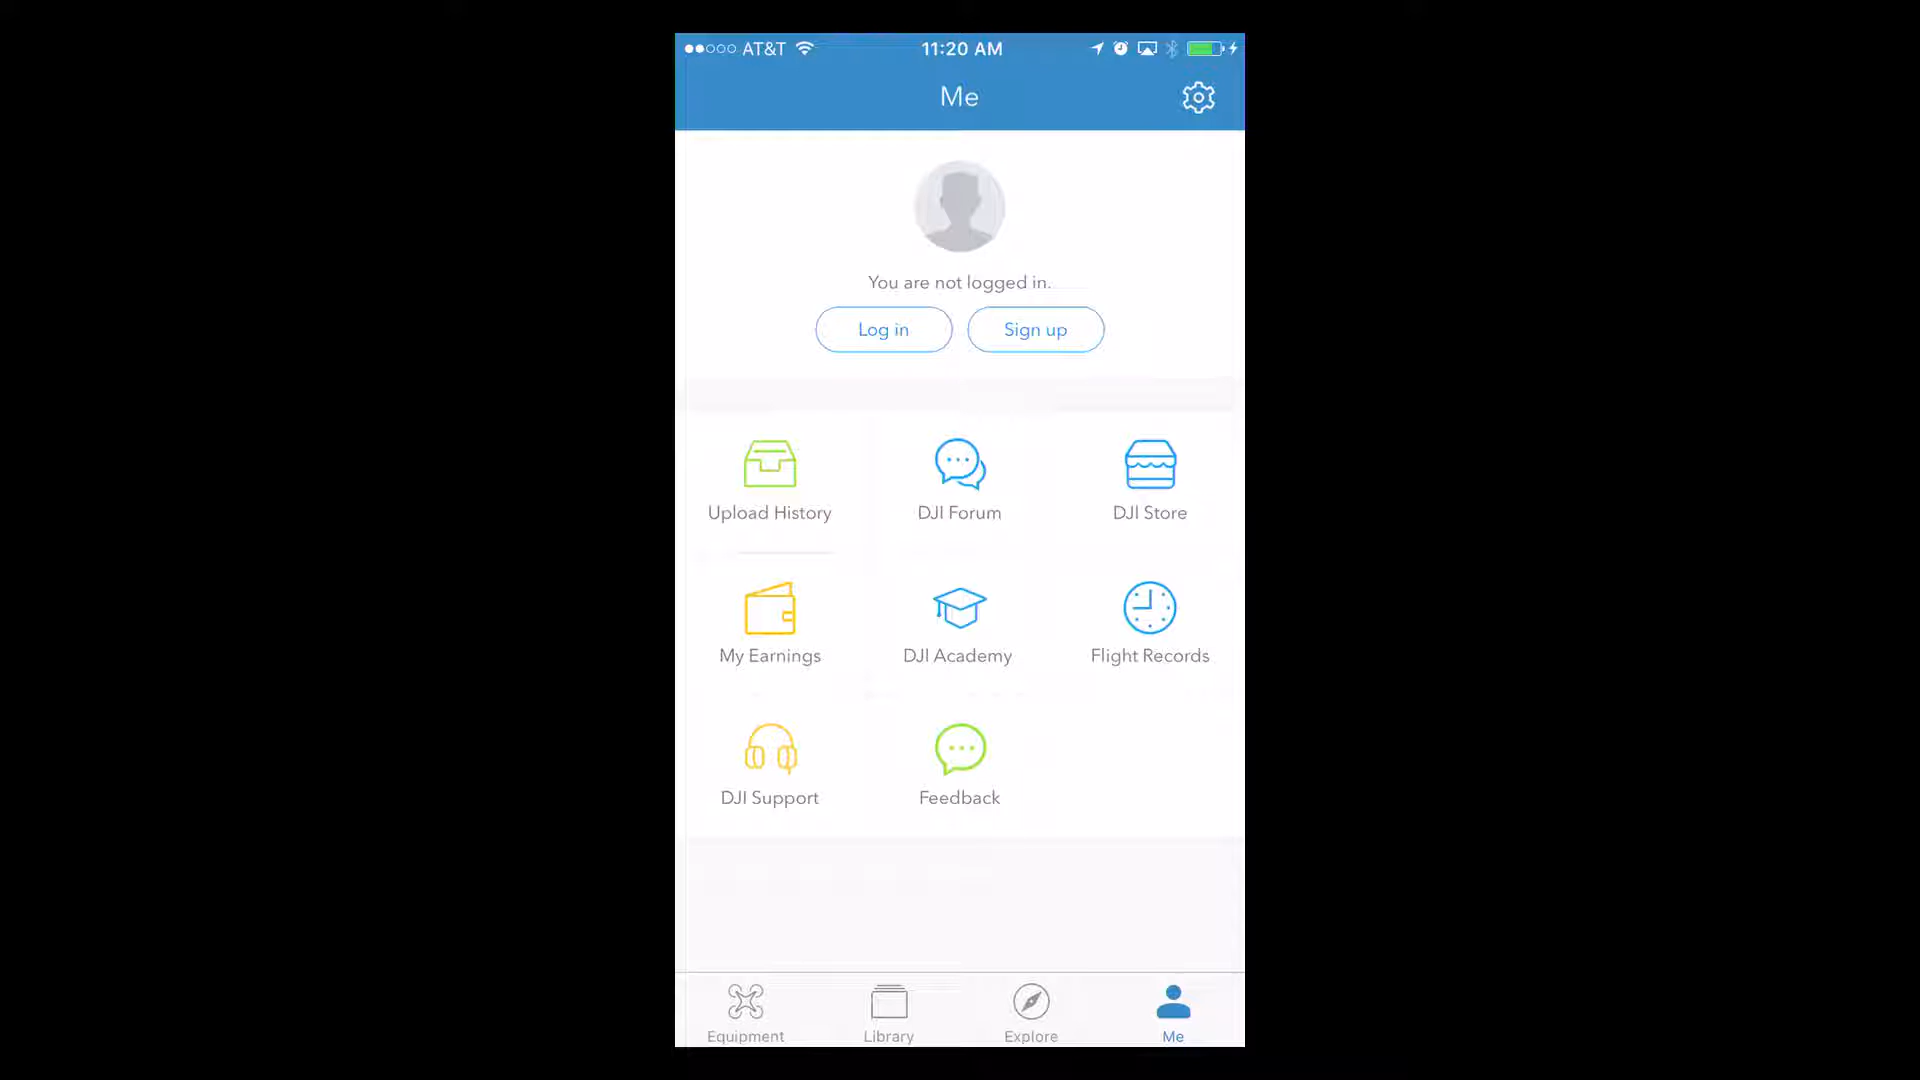 AT&T 11:20 AM
Me
You are not logged in.
Log in Sign up
Upload History DJI Forum DJI Store
My Earnings DJI Academy Flight Records
DJI Support Feedback
Equipment Library Explore Me